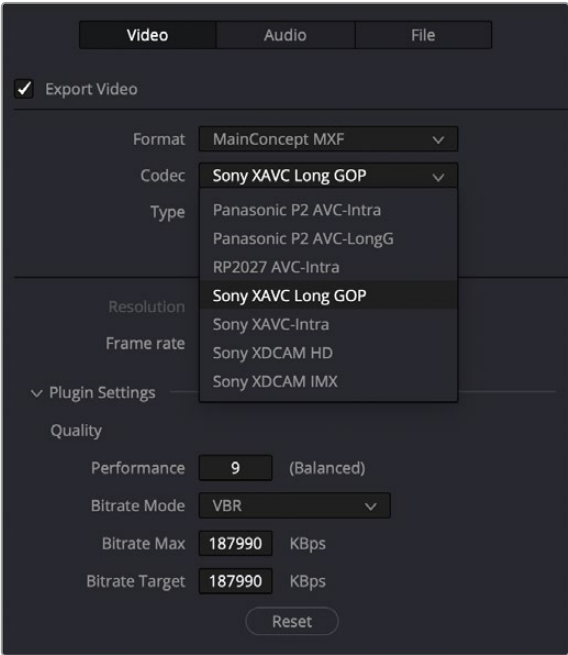 Video Audio File
Export Video
Format MainConcept MXF
Codec Sony XAVC Long GOP
Type Panasonic P2 AVC-Intra
Panasonic P2 AVC-LongG
RP2027 AVC-Intra
Sony XAVC Long GOP
Resolution
Sony XAVC-Intra
Frame rate
Sony XDCAM HD
Sony XDCAM IMX
Plugin Settings
Quality
Performance 9 (Balanced)
Bitrate Mode VBR
Bitrate Max 187990 KBps
Bitrate Target 187990 KBps
Reset